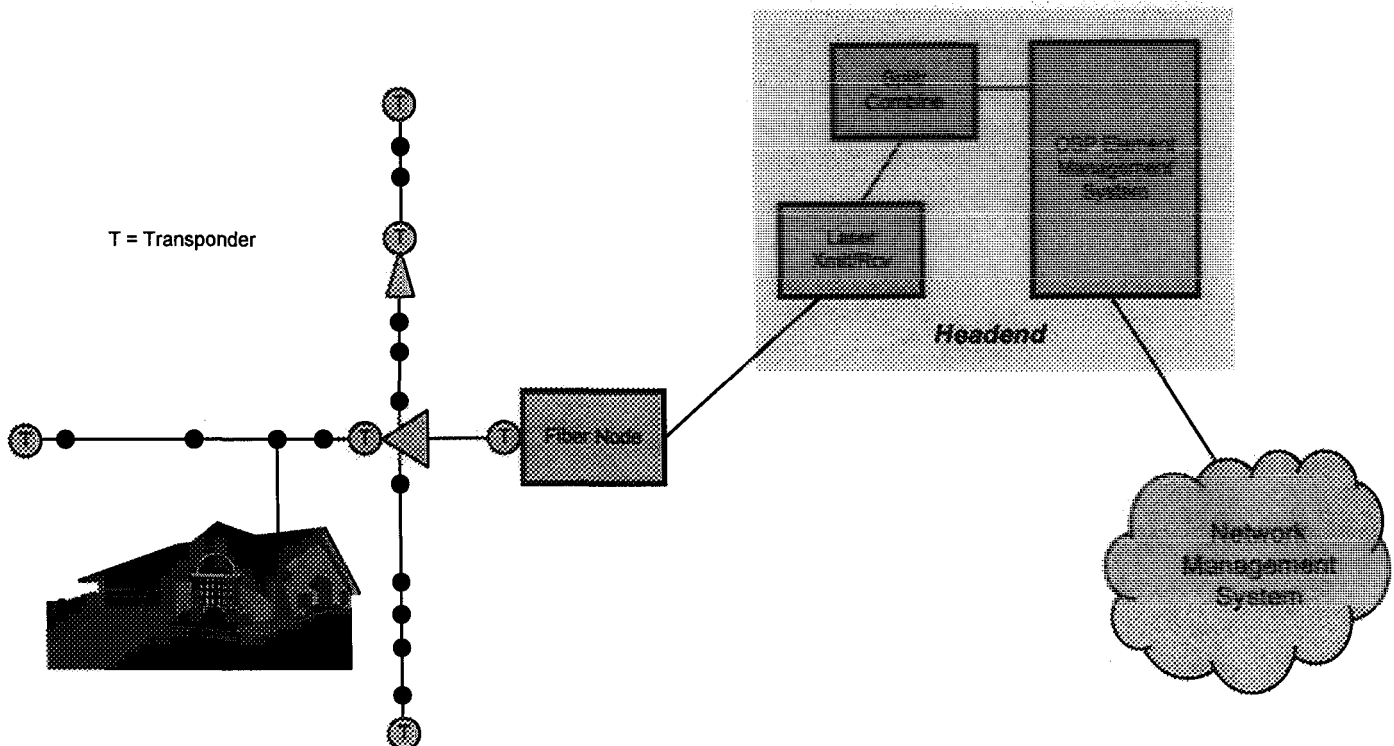 T
Split
Combine
OSP Element
Management
System
T
T = Transponder
Laser
Xmit/Rcv
Headend
T
T
T
Fiber Node
Network
Management
System
T